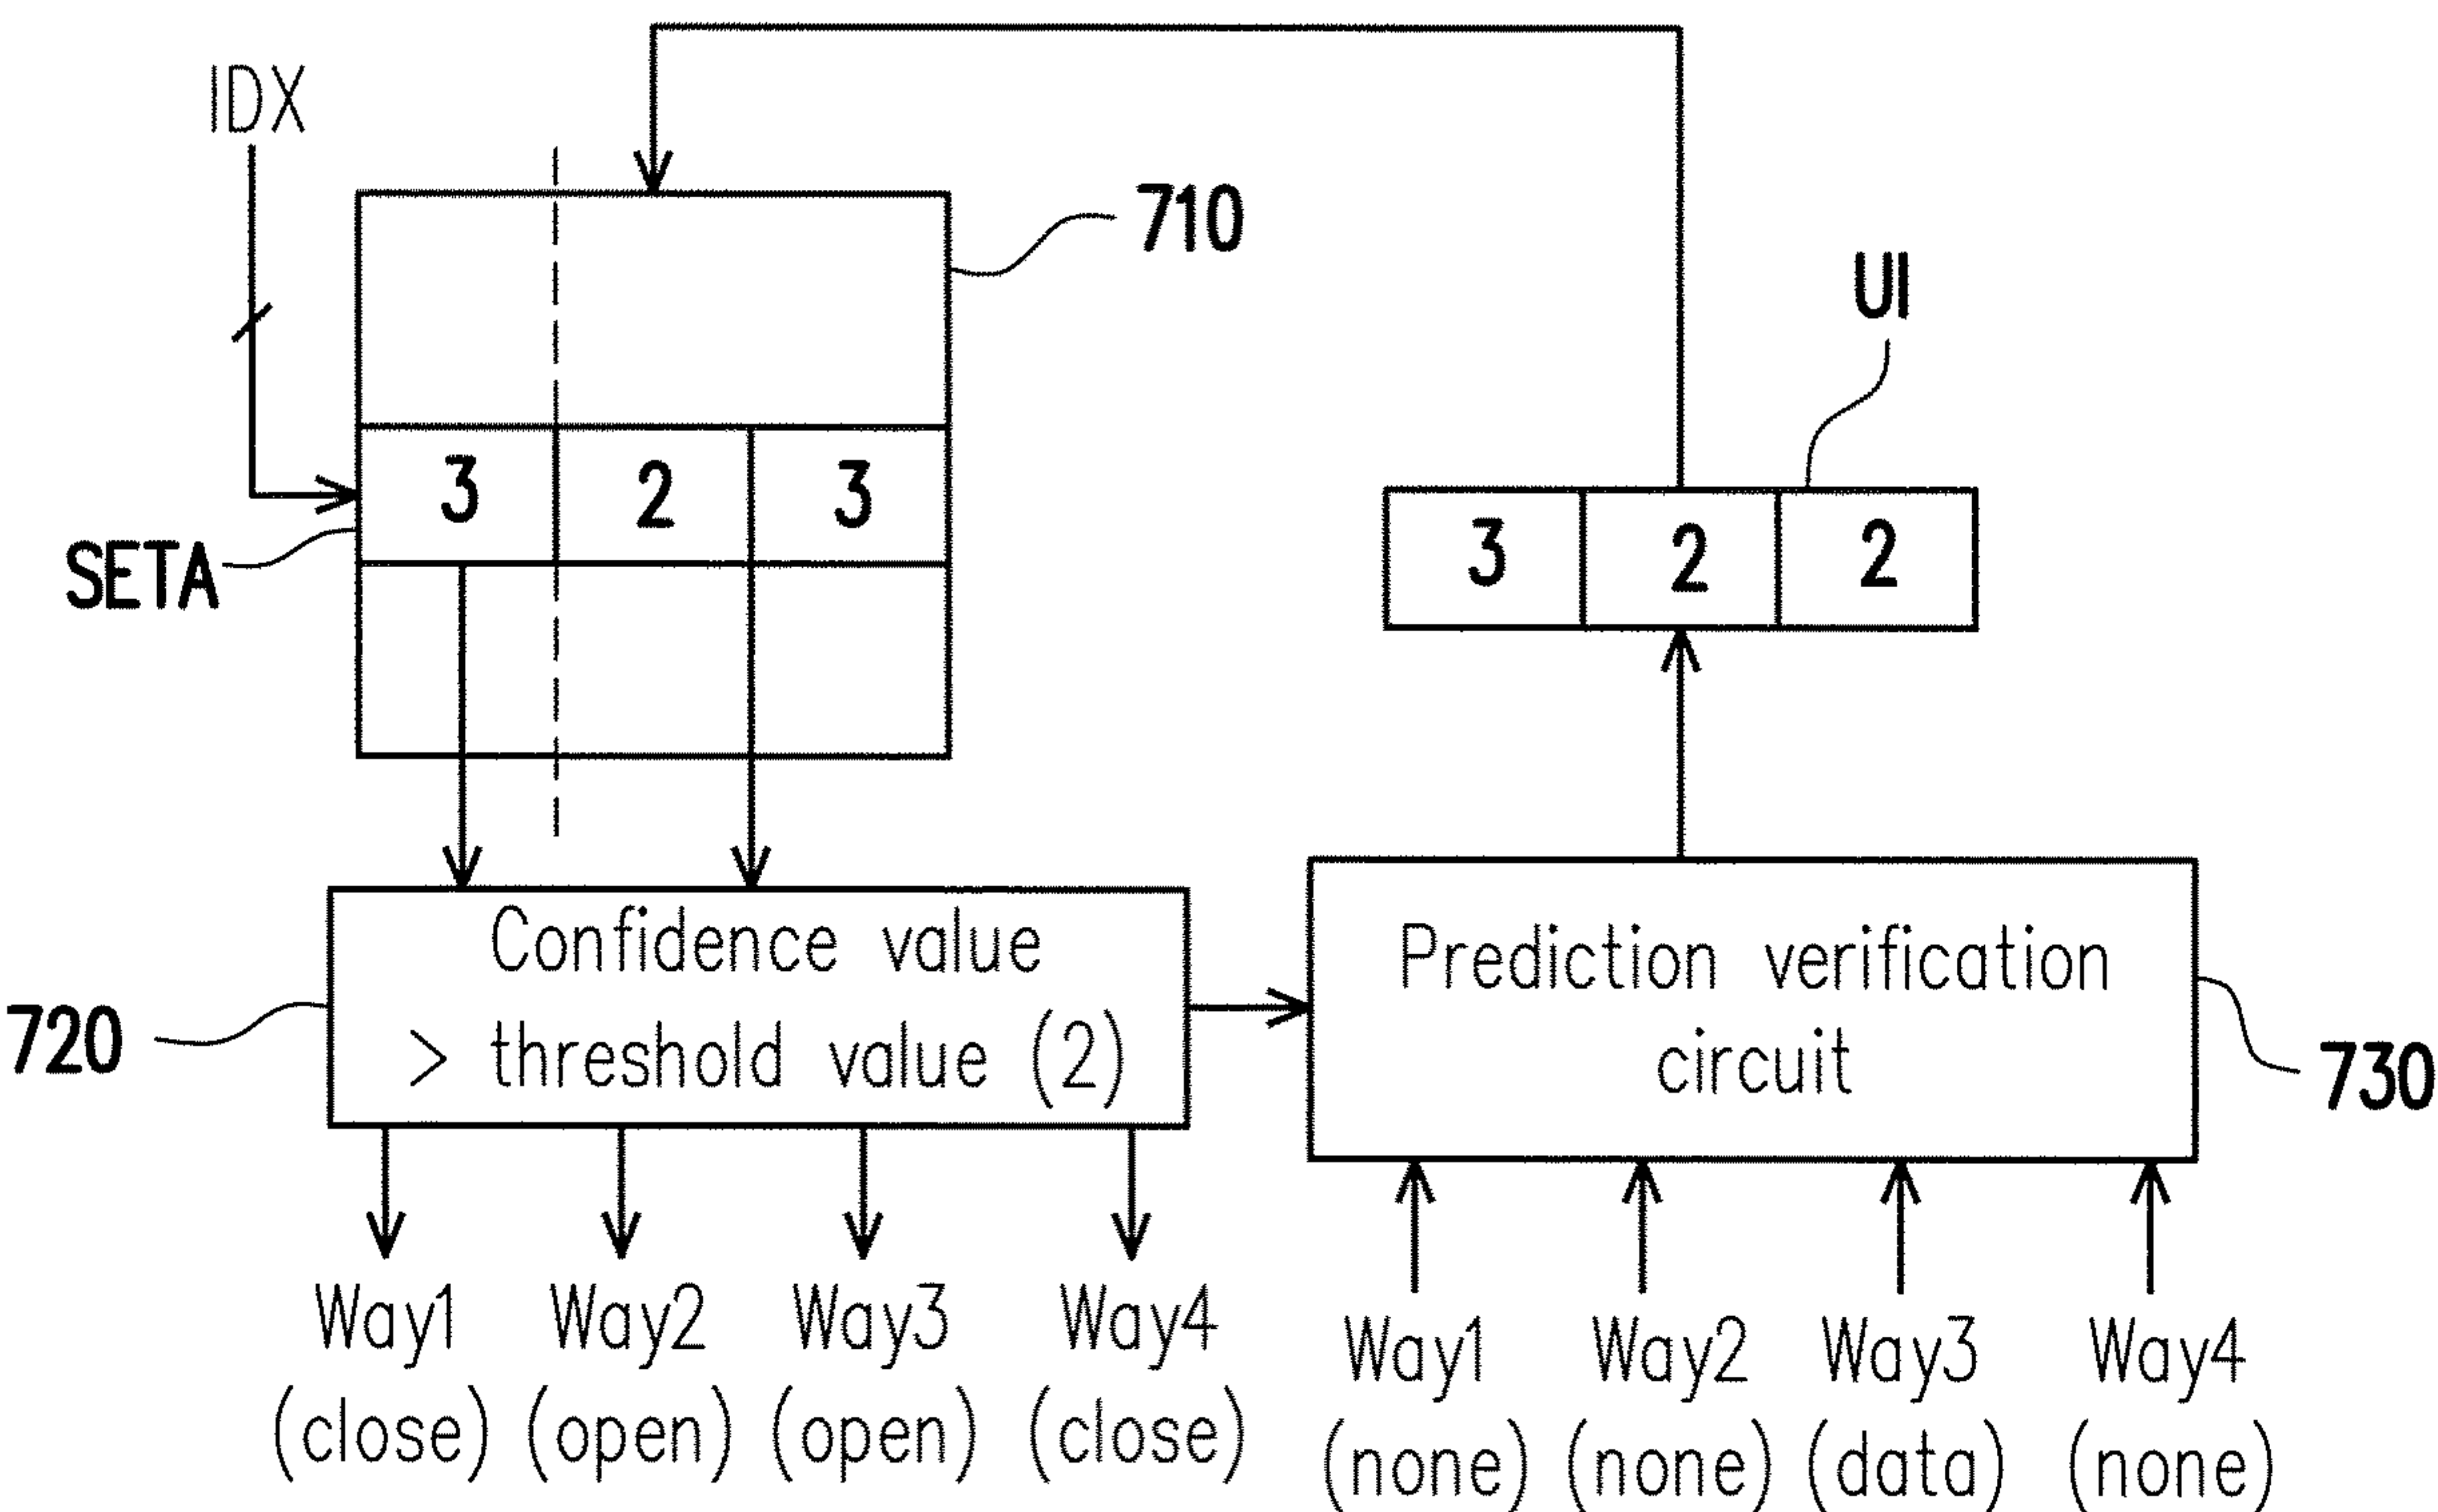 IDX
710
UI
3 2 3
SETA
3 2 2
Confidence value
> threshold value (2)
720
Prediction verification
circuit
730
Way1 Way2 Way3 Way4
(close) (open) (open) (close)
Way1 Way2 Way3 Way4
(none) (none) (data) (none)